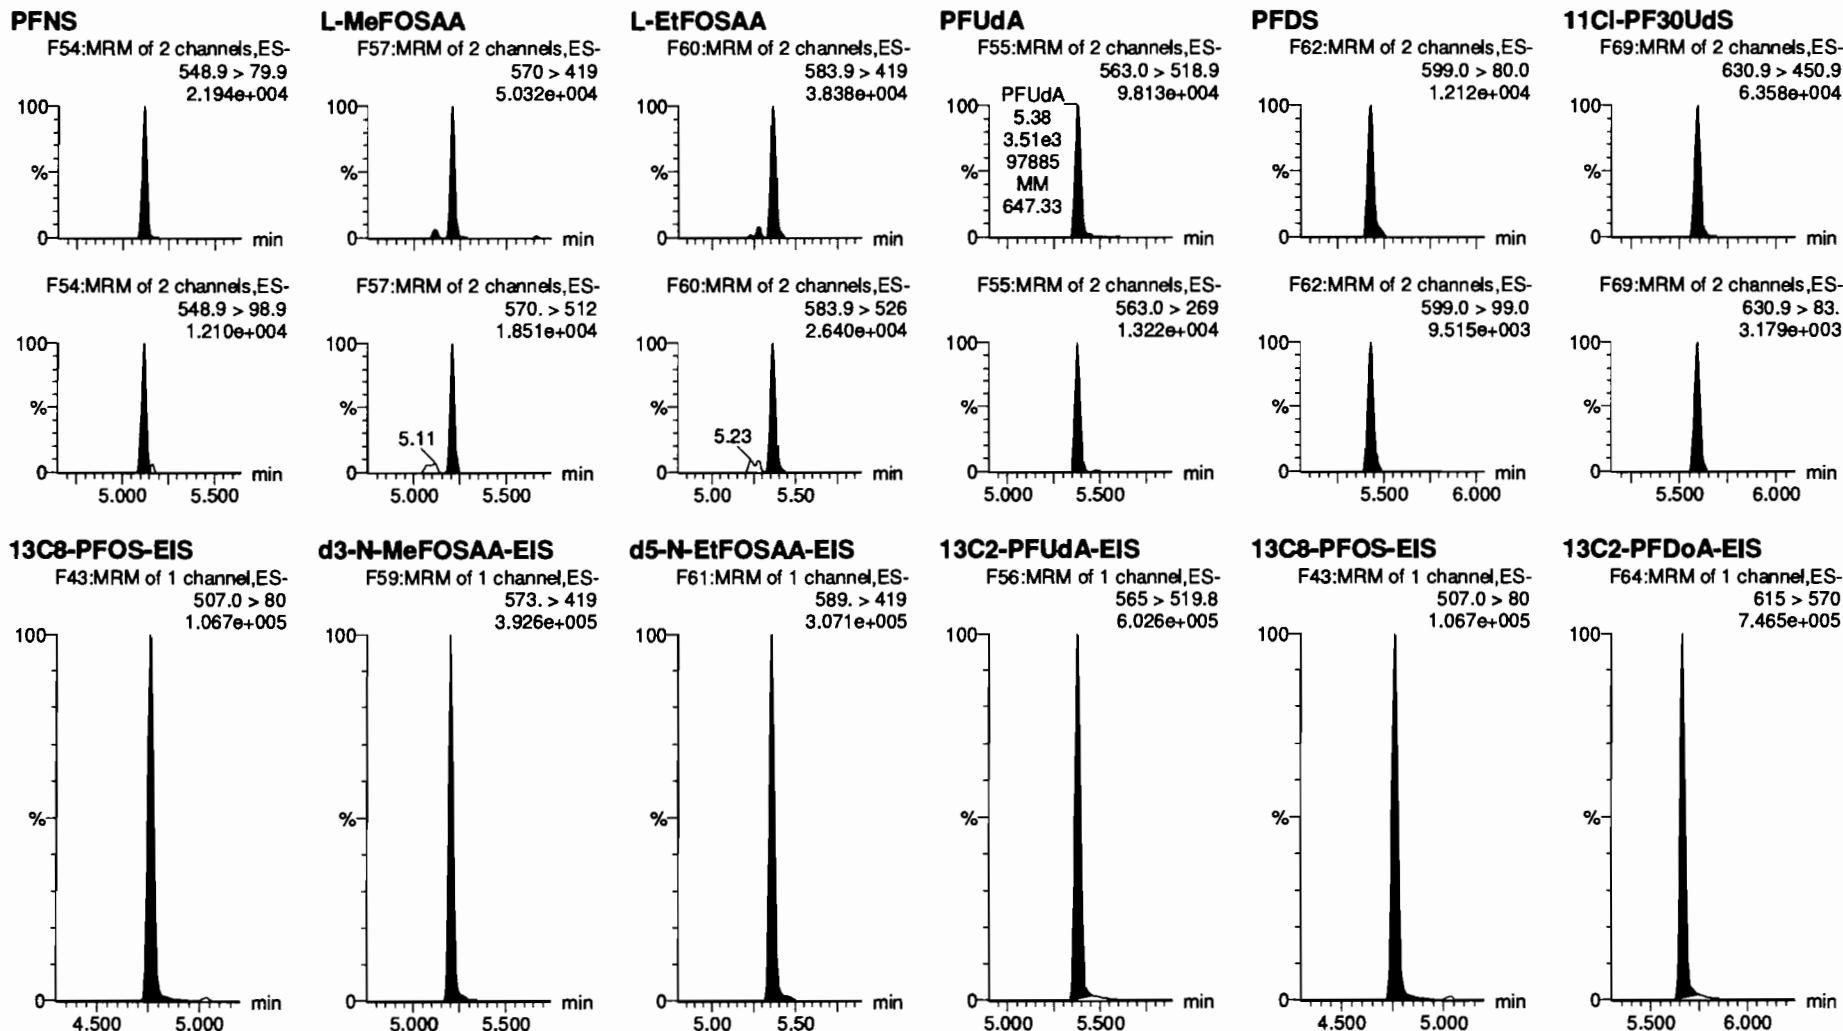 PFNS
F54:MRM of 2 channels,ES-
548.9 > 79.9
2.194e+004
100
%
0
min
L-MeFOSAA
F57:MRM of 2 channels,ES-
570 > 419
5.032e+004
100
%
0
min
L-EtFOSAA
F60:MRM of 2 channels,ES-
583.9 > 419
3.838e+004
100
%
0
min
PFUdA
F55:MRM of 2 channels,ES-
563.0 > 518.9
9.813e+004
100
PFUdA
5.38
3.51e3
97885
MM
647.33
%
0
min
PFDS
F62:MRM of 2 channels,ES-
599.0 > 80.0
1.212e+004
100
%
0
min
11Cl-PF30UdS
F69:MRM of 2 channels,ES-
630.9 > 450.9
6.358e+004
100
%
0
min
F54:MRM of 2 channels,ES-
548.9 > 98.9
1.210e+004
100
%
0
min
5.000 5.500
F57:MRM of 2 channels,ES-
570. > 512
1.851e+004
100
%
5.11
0
min
5.000 5.500
F60:MRM of 2 channels,ES-
583.9 > 526
2.640e+004
100
%
5.23
0
min
5.00 5.50
F55:MRM of 2 channels,ES-
563.0 > 269
1.322e+004
100
%
0
min
5.000 5.500
F62:MRM of 2 channels,ES-
599.0 > 99.0
9.515e+003
100
%
0
min
5.500 6.000
F69:MRM of 2 channels,ES-
630.9 > 83.
3.179e+003
100
%
0
min
5.500 6.000
13C8-PFOS-EIS
F43:MRM of 1 channel,ES-
507.0 > 80
1.067e+005
100
%
0
min
4.500 5.000
d3-N-MeFOSAA-EIS
F59:MRM of 1 channel,ES-
573. > 419
3.926e+005
100
%
0
min
5.000 5.500
d5-N-EtFOSAA-EIS
F61:MRM of 1 channel,ES-
589. > 419
3.071e+005
100
%
0
min
5.00 5.50
13C2-PFUdA-EIS
F56:MRM of 1 channel,ES-
565 > 519.8
6.026e+005
100
%
0
min
5.000 5.500
13C8-PFOS-EIS
F43:MRM of 1 channel,ES-
507.0 > 80
1.067e+005
100
%
0
min
4.500 5.000
13C2-PFDoA-EIS
F64:MRM of 1 channel,ES-
615 > 570
7.465e+005
100
%
0
min
5.500 6.000